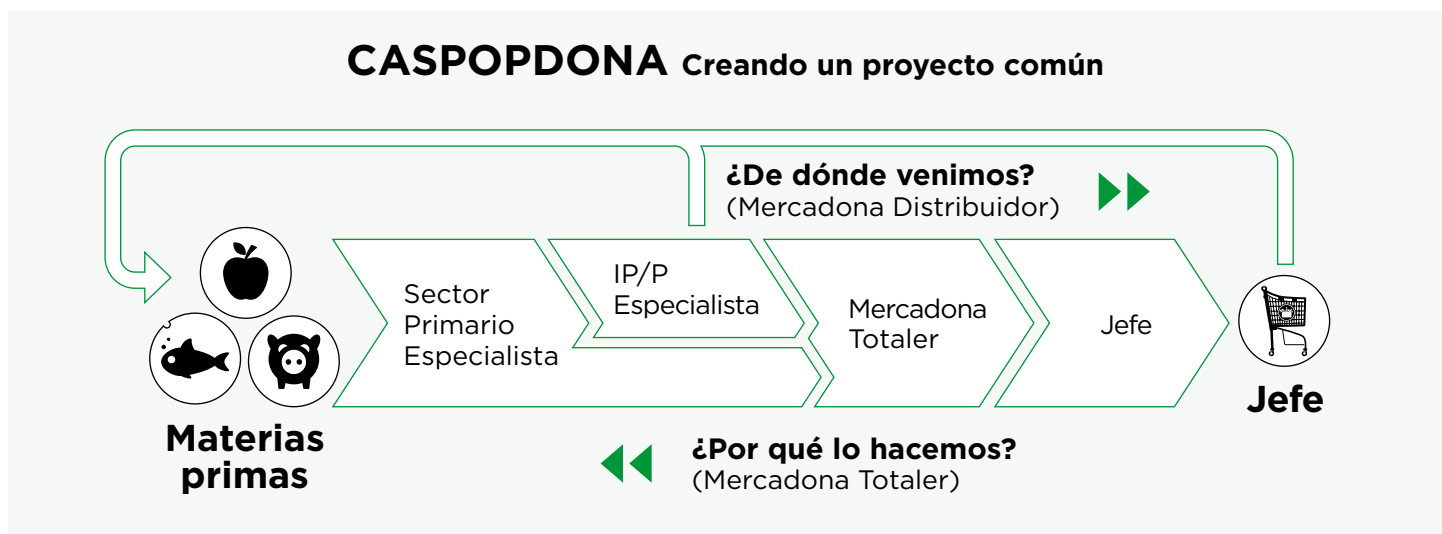 CASPOPDONA Creando un proyecto común
¿De dónde venimos?
(Mercadona Distribuidor)
Sector
Primario
Especialista
IP/P
Especialista
Mercadona
Totaler
Jefe
Jefe
Materias
primas
¿Por qué lo hacemos?
(Mercadona Totaler)